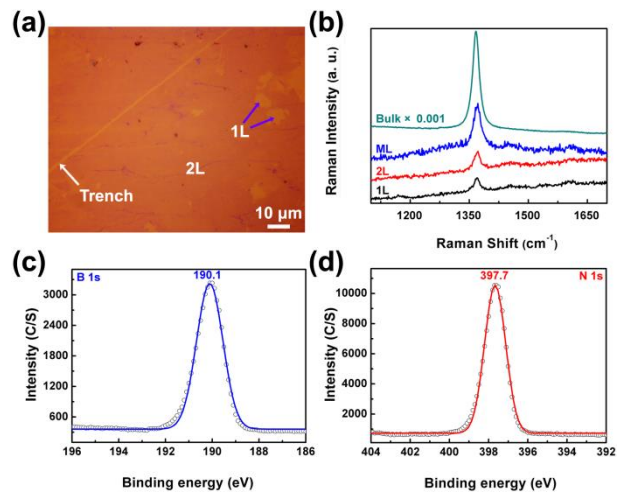 (a)
1L
2L
Trench
10 μm
(b)
Raman Intensity (a. u.)
Bulk × 0.001
ML
2L
1L
1200 1350 1500 1650
Raman Shift (cm⁻¹)
(c)
B 1s
190.1
Intensity (C/S)
3300
2400
1800
1200
600
196 194 192 190 188 186
Binding energy (eV)
(d)
397.7
N 1s
Intensity (C/S)
10000
8000
6000
4000
2000
404 402 400 398 396 394 392
Binding energy (eV)